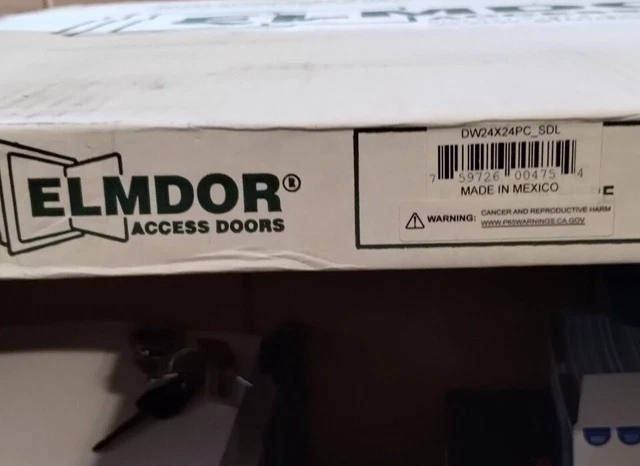 ELMDOR®
ACCESS DOORS
DW24X24PC_SDL
7 59726 00475 4
MADE IN MEXICO
WARNING: CANCER AND REPRODUCTIVE HARM
WWW.P65WARNINGS.CA.GOV